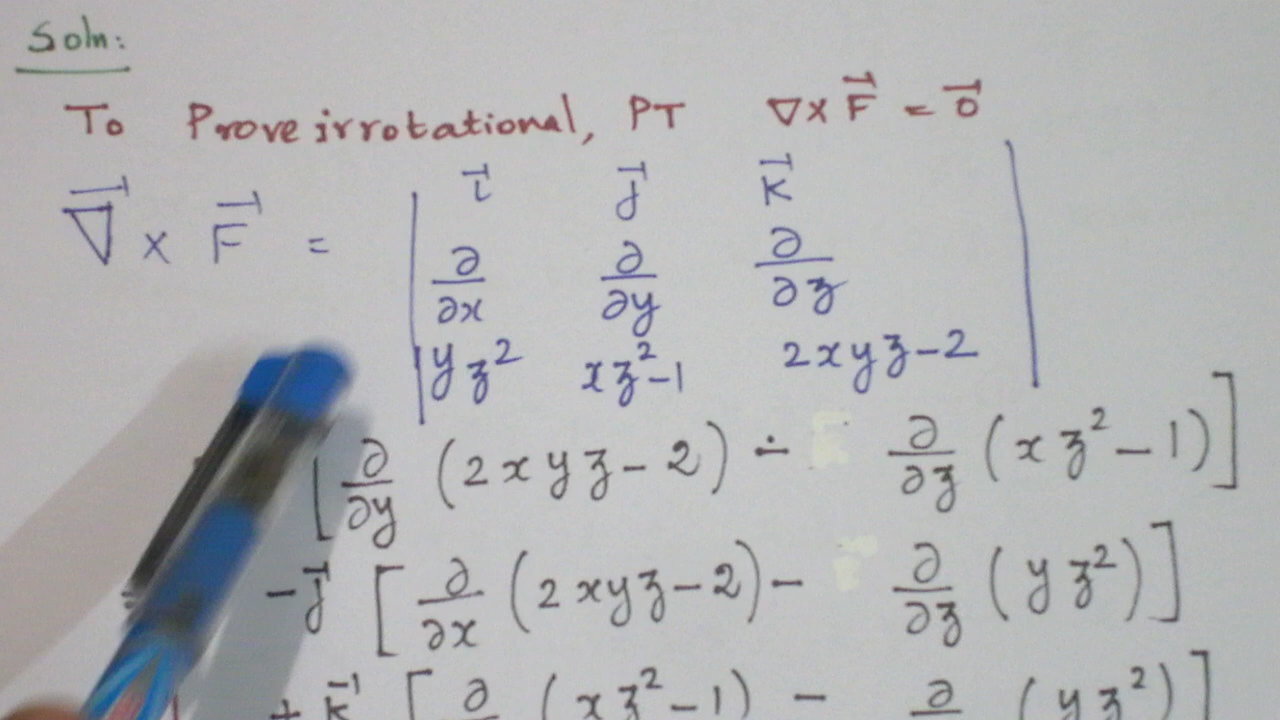 Soln:
To Prove irrotational, PT ∇×F⃗ = 0⃗
∇⃗ × F⃗ = | i⃗ j⃗ k⃗ |
∂/∂x ∂/∂y ∂/∂z
yz² xz²-1 2xyz-2
[∂/∂y (2xyz-2) - ∂/∂z (xz²-1)]
-j⃗ [∂/∂x (2xyz-2) - ∂/∂z (yz²)]
+ k⃗ [∂ (xz²-1) - ∂ (yz²)]